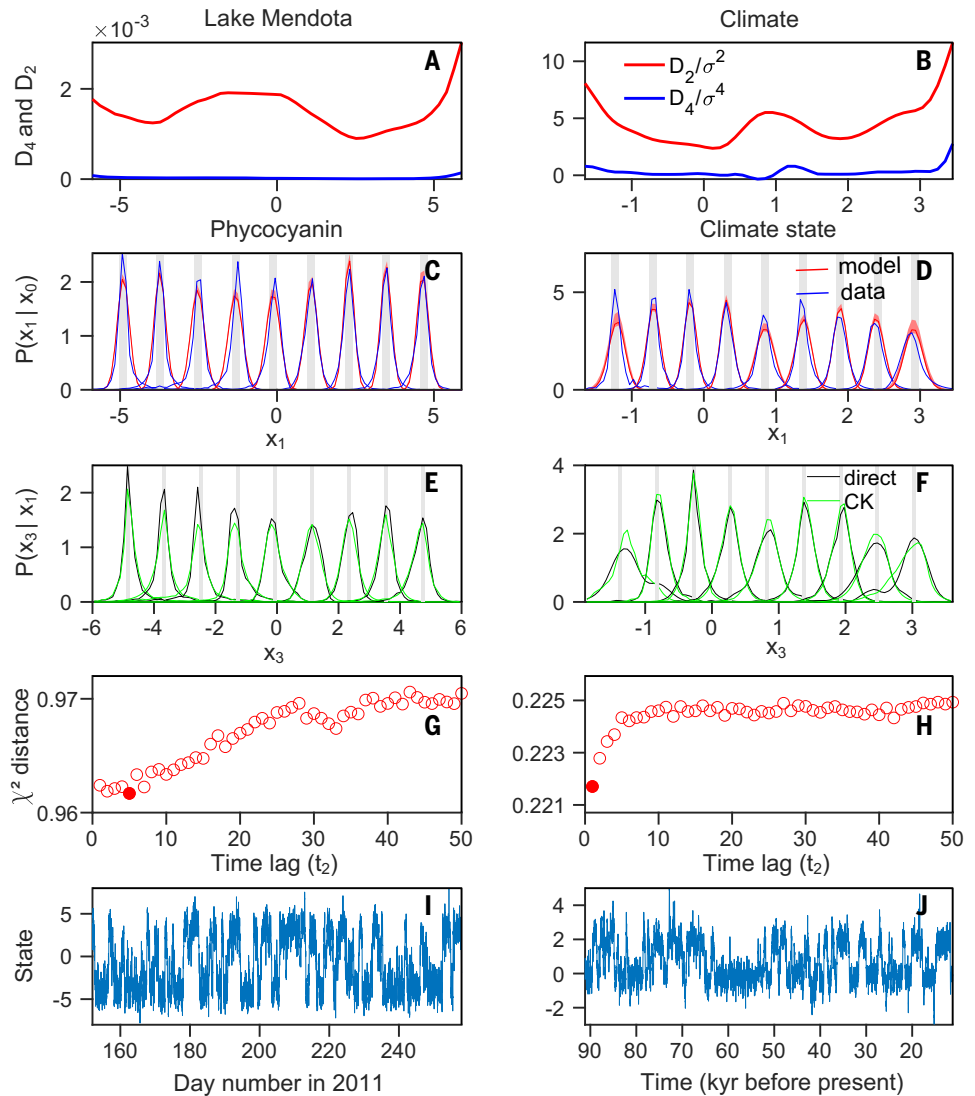 Lake Mendota
Climate
×10⁻³
A
D₄ and D₂
2
0
-5 0 5
Phycocyanin
B
D₂/σ²
D₄/σ⁴
10
5
0
-1 0 1 2 3
Climate state
C
P(x₁ | x₀)
2
1
0
-5 0 5
x₁
D
model
data
5
0
-1 0 1 2 3
x₁
E
P(x₃ | x₁)
2
1
0
-6 -4 -2 0 2 4 6
x₃
F
direct
CK
4
2
0
-1 0 1 2 3
x₃
G
χ² distance
0.97
0.96
0 10 20 30 40 50
Time lag (t₂)
H
0.225
0.223
0.221
0 10 20 30 40 50
Time lag (t₂)
I
State
5
0
-5
160 180 200 220 240
Day number in 2011
J
4
2
0
-2
90 80 70 60 50 40 30 20
Time (kyr before present)